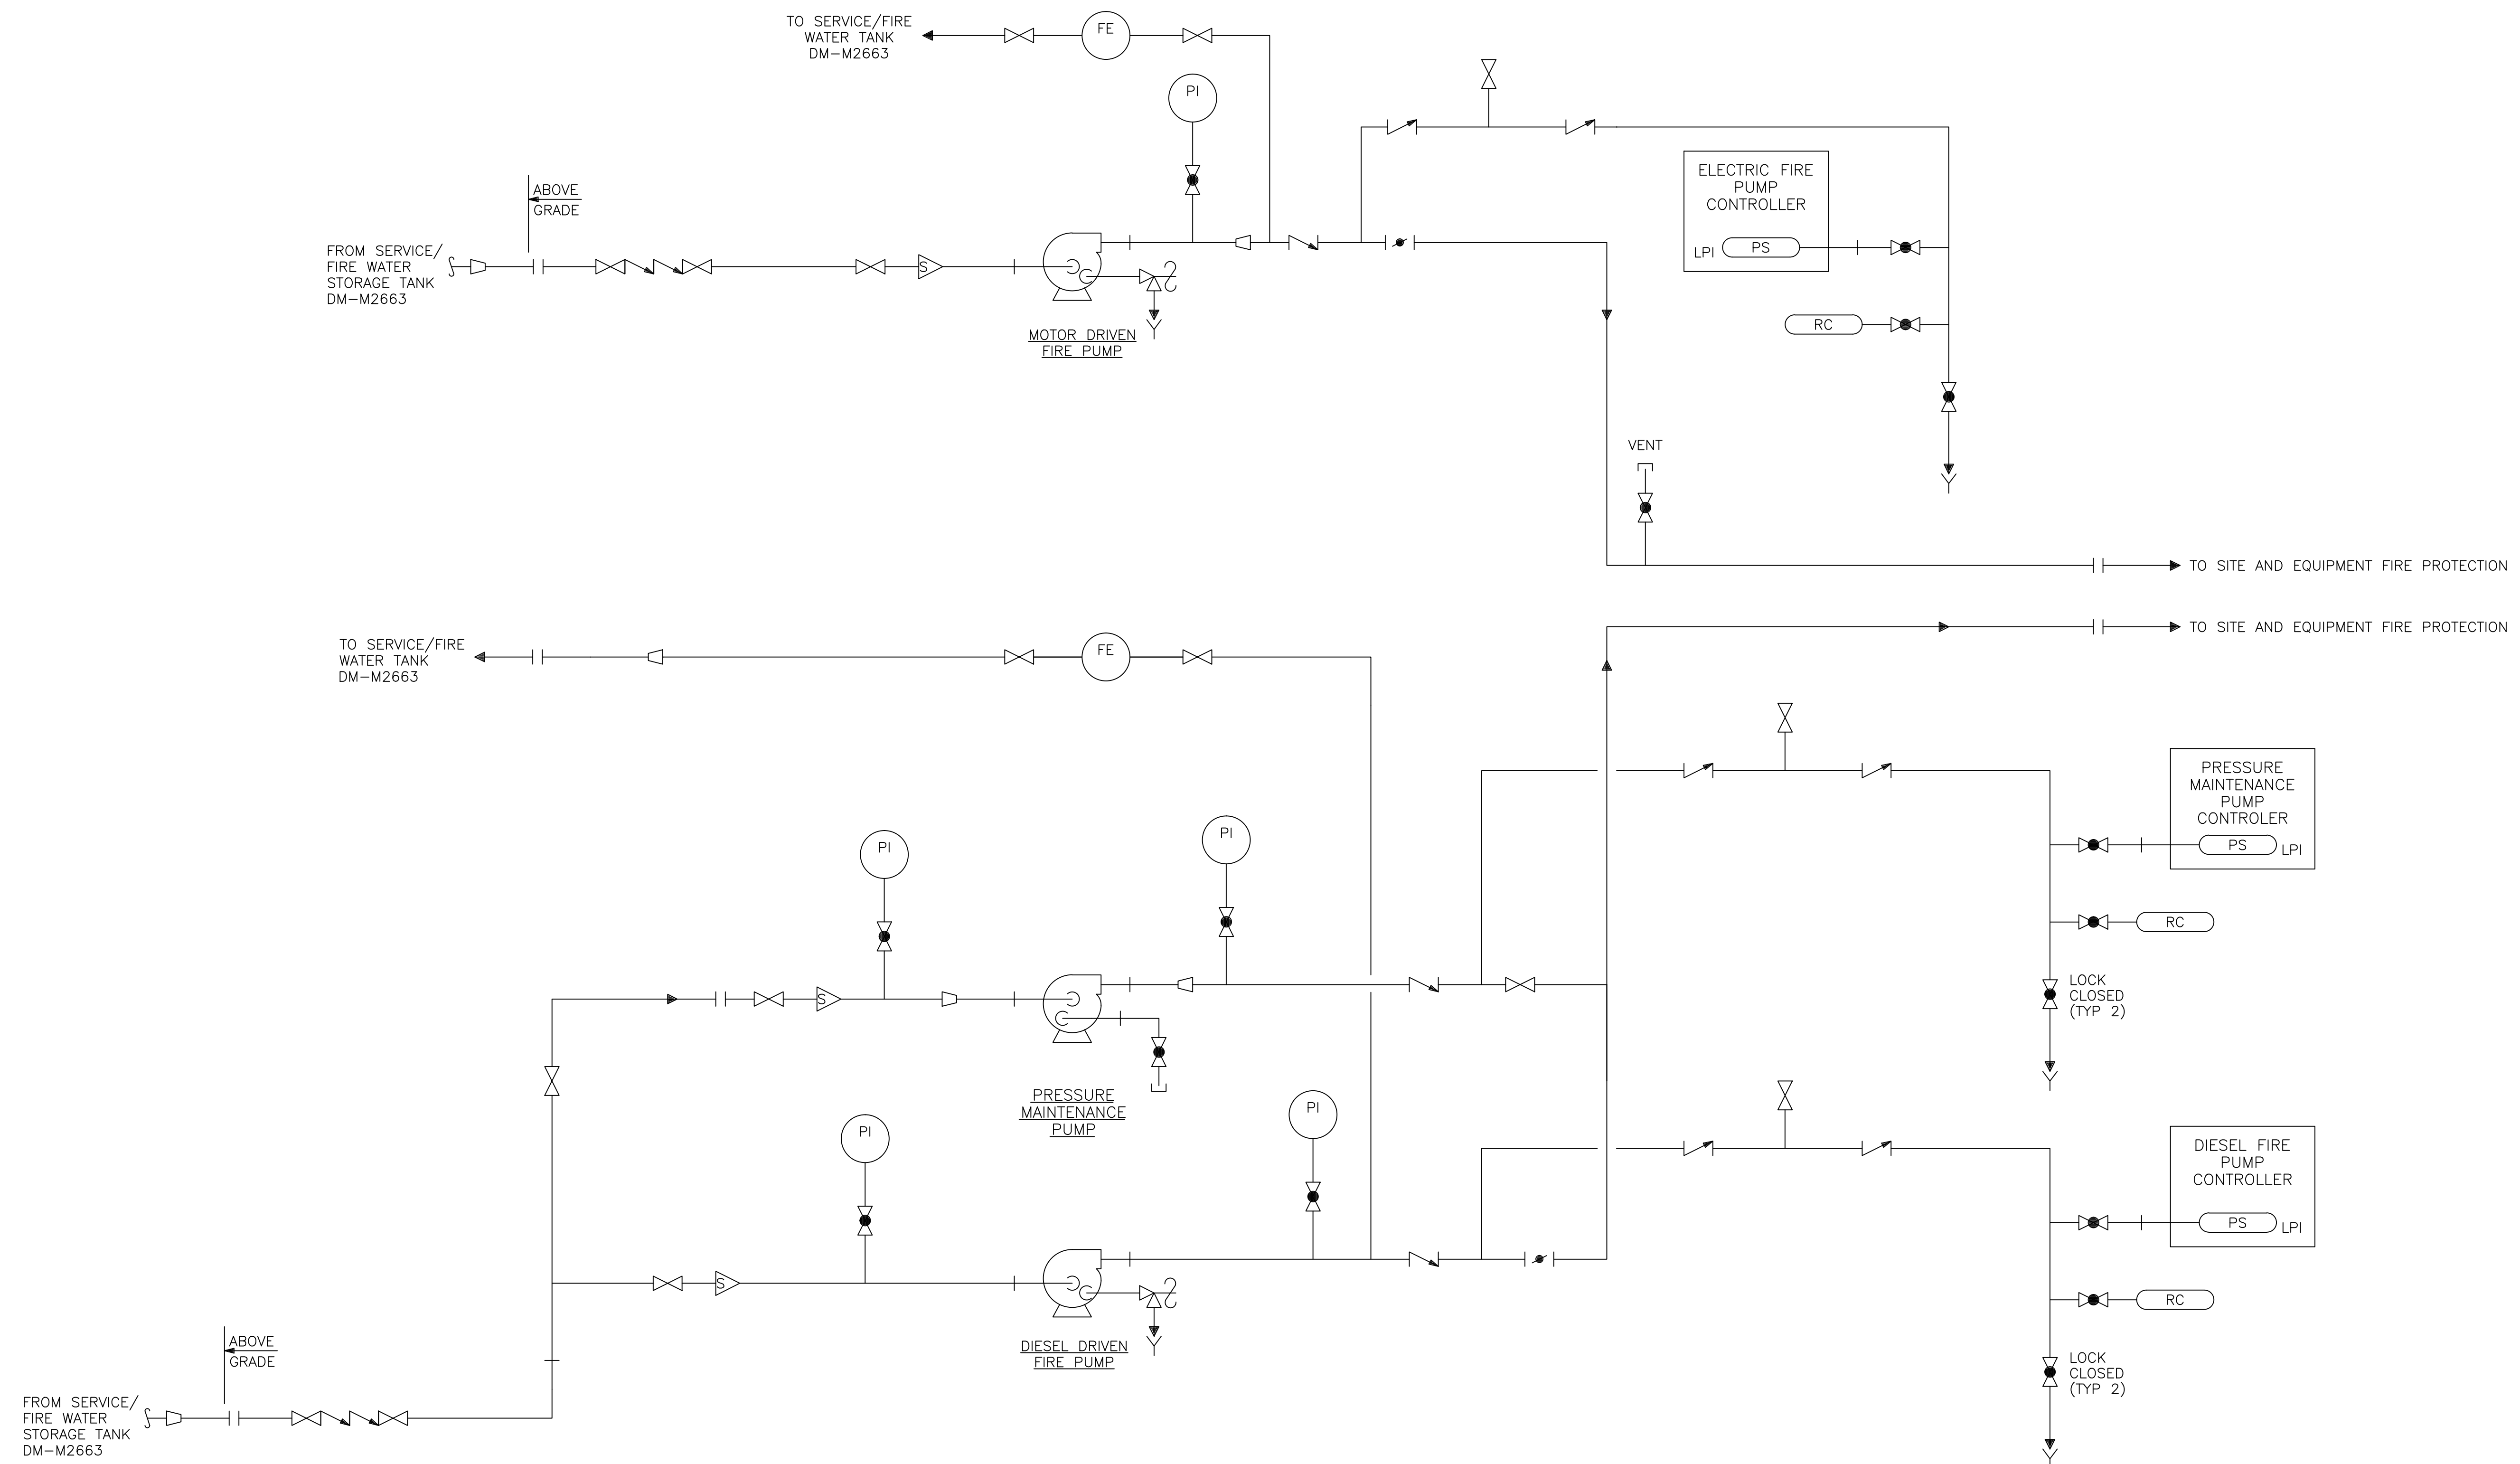 TO SERVICE/FIRE
WATER TANK
DM-M2663
FE
PI
ABOVE
GRADE
FROM SERVICE/
FIRE WATER
STORAGE TANK
DM-M2663
S
MOTOR DRIVEN
FIRE PUMP
ELECTRIC FIRE
PUMP
CONTROLLER
LPI
PS
RC
VENT
TO SITE AND EQUIPMENT FIRE PROTECTION
TO SITE AND EQUIPMENT FIRE PROTECTION
TO SERVICE/FIRE
WATER TANK
DM-M2663
FE
PRESSURE
MAINTENANCE
PUMP
CONTROLER
PS
LPI
RC
LOCK
CLOSED
(TYP 2)
PI
PI
S
PRESSURE
MAINTENANCE
PUMP
PI
PI
S
DIESEL DRIVEN
FIRE PUMP
DIESEL FIRE
PUMP
CONTROLLER
PS
LPI
RC
LOCK
CLOSED
(TYP 2)
ABOVE
GRADE
FROM SERVICE/
FIRE WATER
STORAGE TANK
DM-M2663